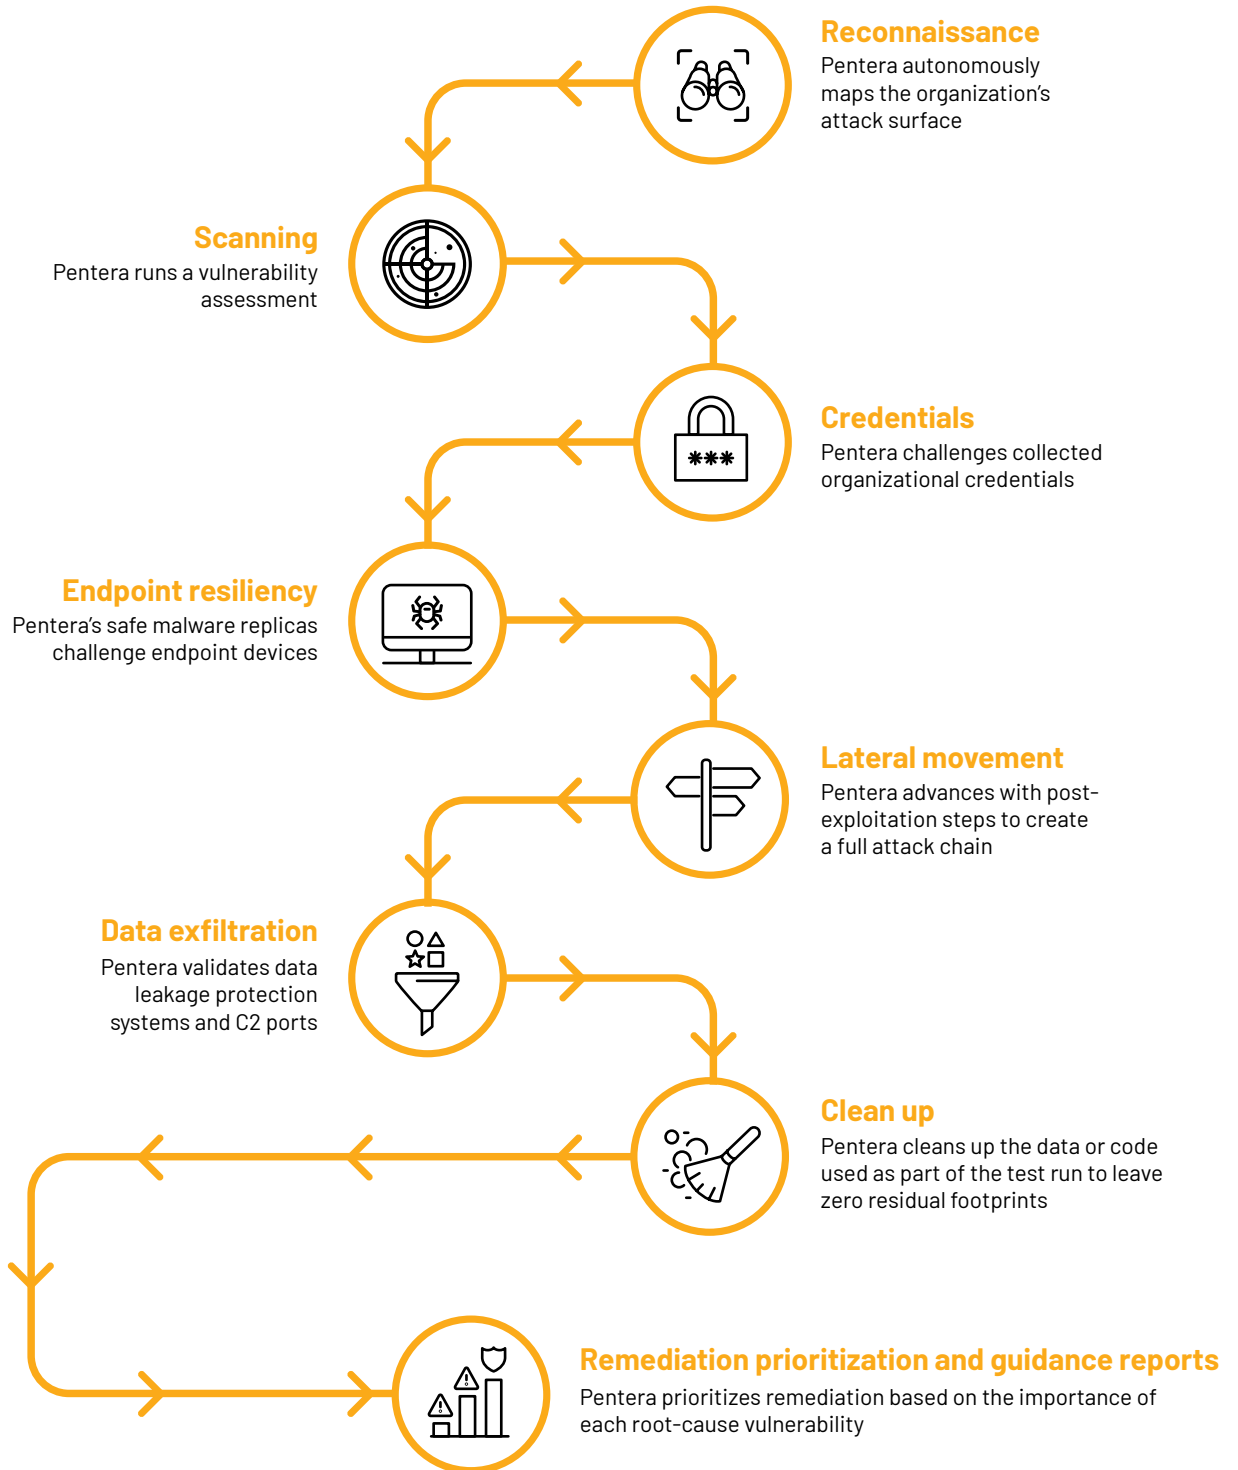 Reconnaissance
Pentera autonomously
maps the organization's
attack surface
Scanning
Pentera runs a vulnerability
assessment
Credentials
Pentera challenges collected
organizational credentials
***
Endpoint resiliency
Pentera's safe malware replicas
challenge endpoint devices
Lateral movement
Pentera advances with post-
exploitation steps to create
a full attack chain
Data exfiltration
Pentera validates data
leakage protection
systems and C2 ports
Clean up
Pentera cleans up the data or code
used as part of the test run to leave
zero residual footprints
Remediation prioritization and guidance reports
Pentera prioritizes remediation based on the importance of
each root-cause vulnerability